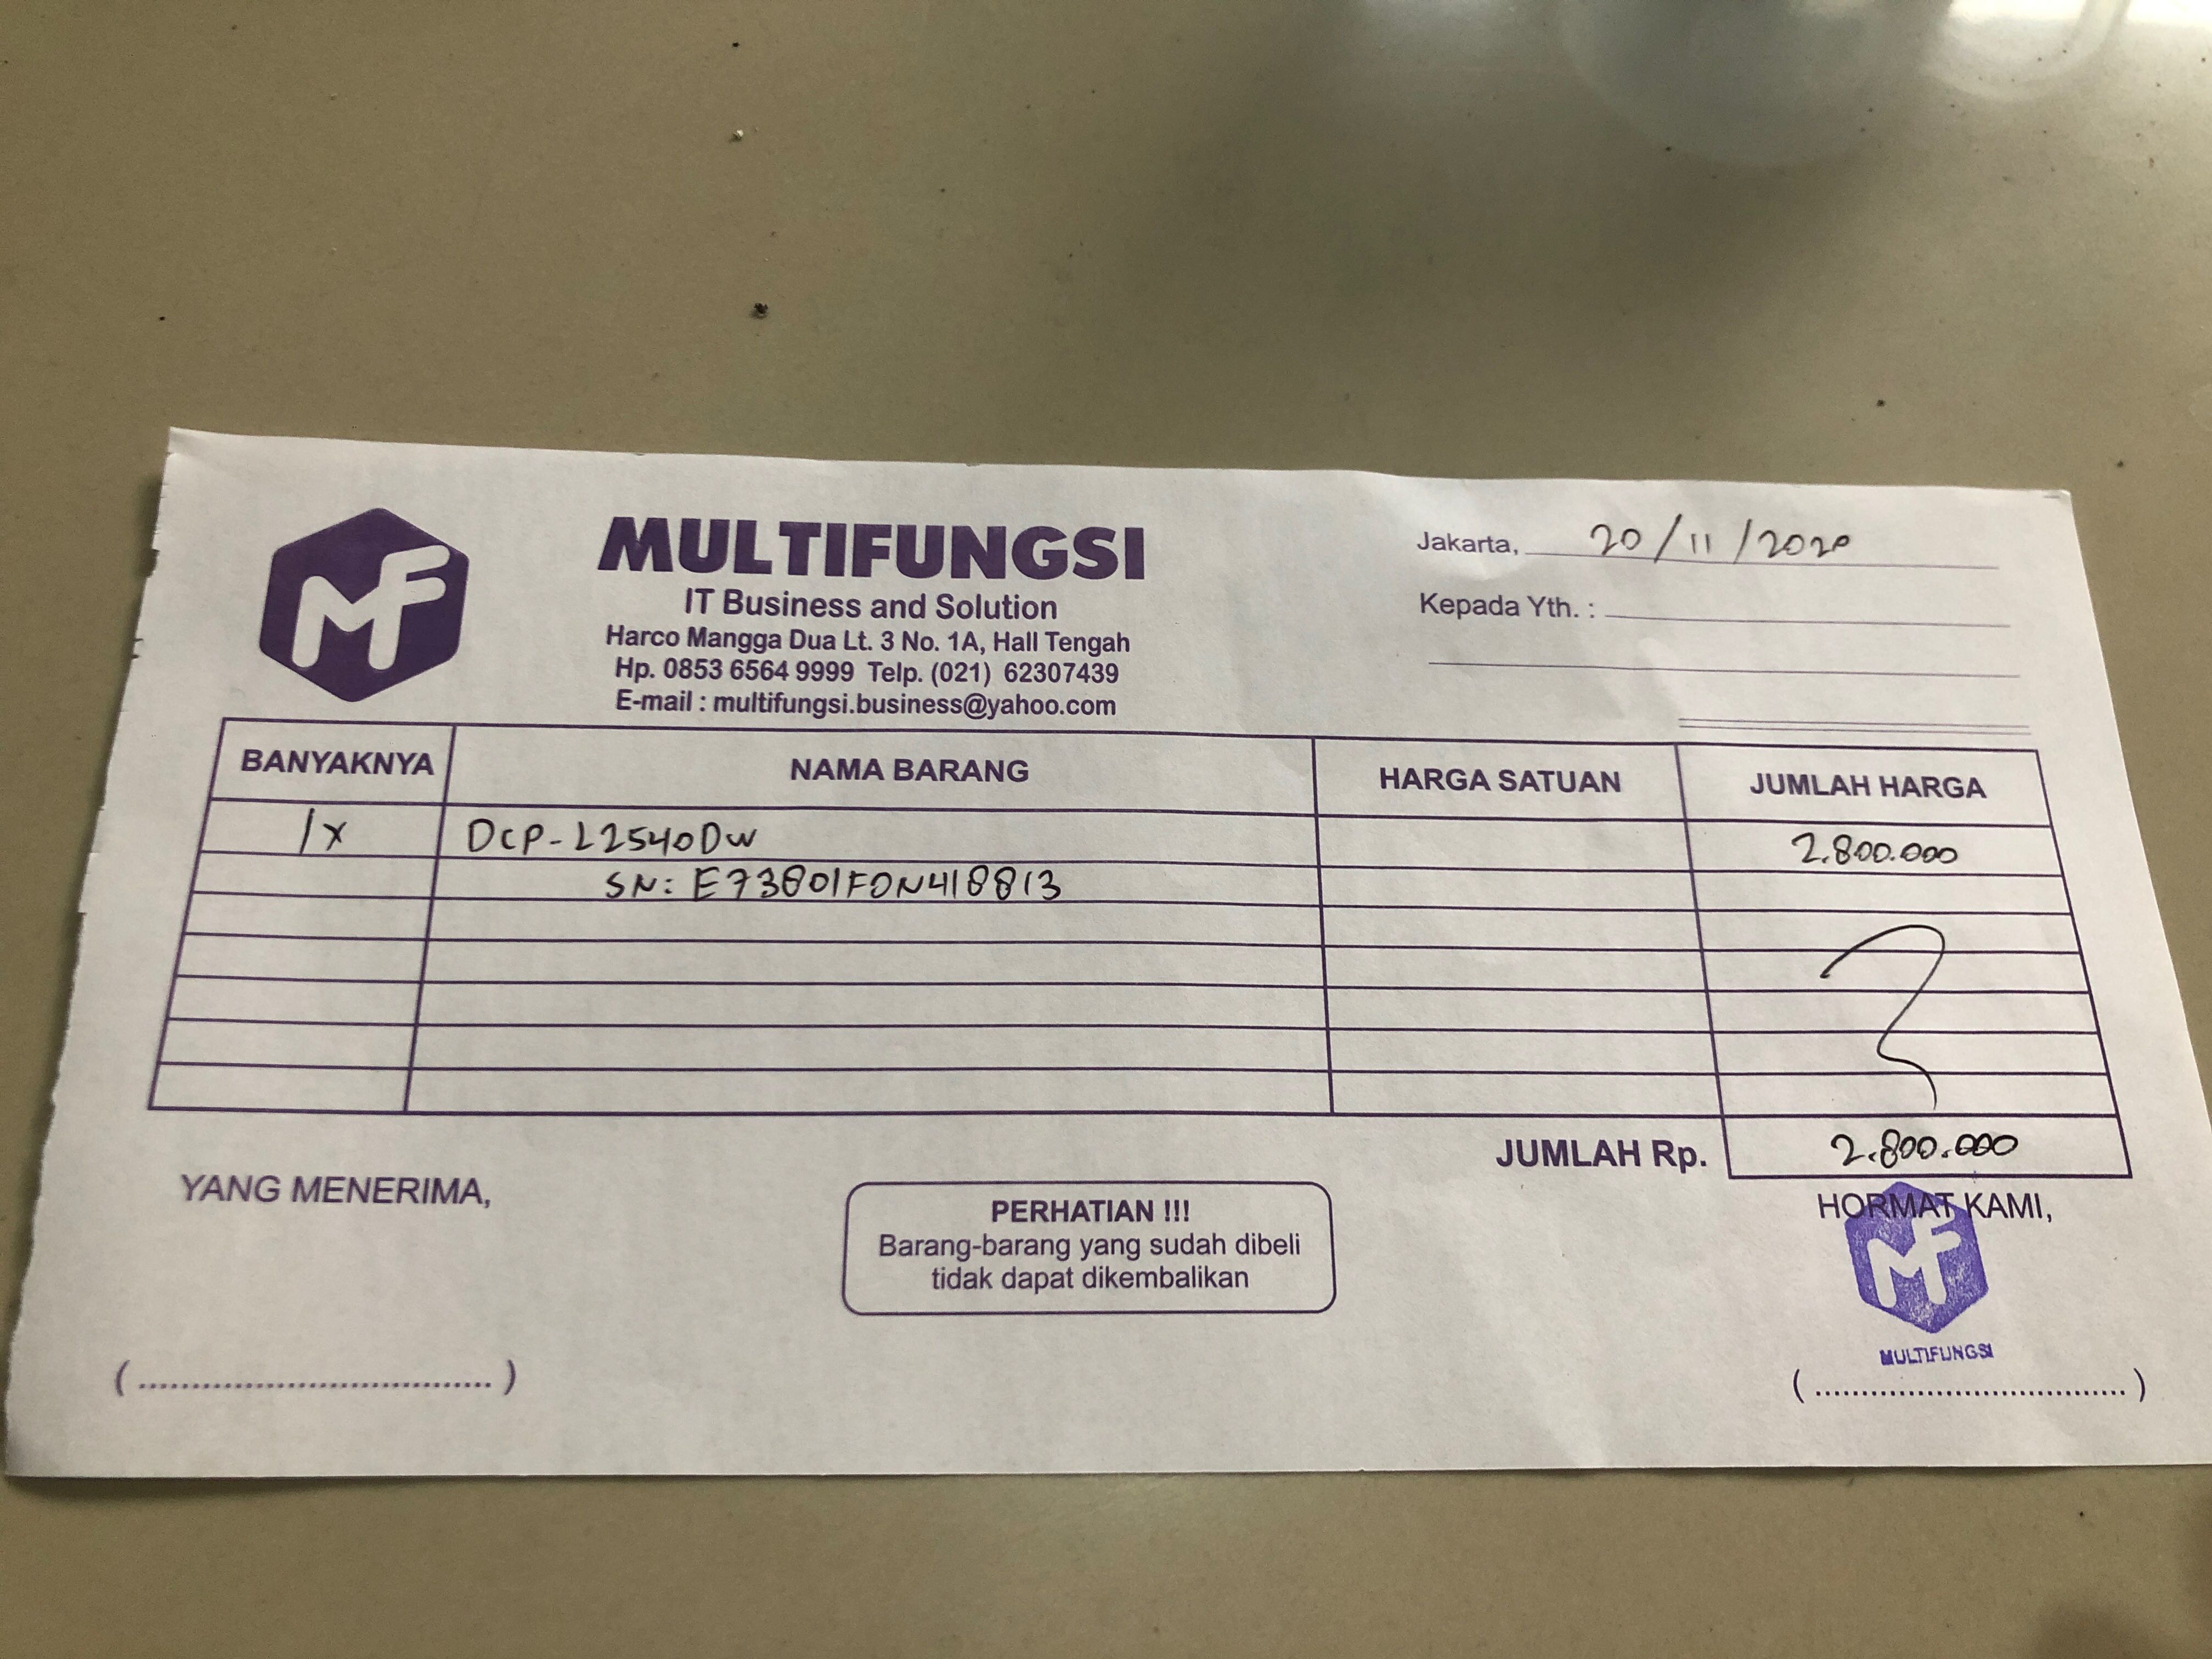 MF
MULTIFUNGSI
IT Business and Solution
Harco Mangga Dua Lt. 3 No. 1A, Hall Tengah
Hp. 0853 6564 9999 Telp. (021) 62307439
E-mail : multifungsi.business@yahoo.com
Jakarta, 20/11/2020
Kepada Yth. :
BANYAKNYA NAMA BARANG HARGA SATUAN JUMLAH HARGA
1x DCP-L2540DW 2.800.000
SN: E73801F0N418813
JUMLAH Rp. 2.800.000
YANG MENERIMA,
PERHATIAN !!!
Barang-barang yang sudah dibeli
tidak dapat dikembalikan
HORMAT KAMI,
MF
MULTIFUNGSI
(.................................)
(.................................)